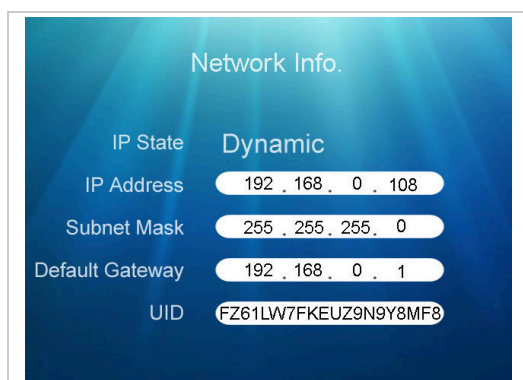 Network Info.
IP State Dynamic
IP Address 192 . 168 . 0 . 108
Subnet Mask 255 . 255 . 255 . 0
Default Gateway 192 . 168 . 0 . 1
UID FZ61LW7FKEUZ9N9Y8MF8